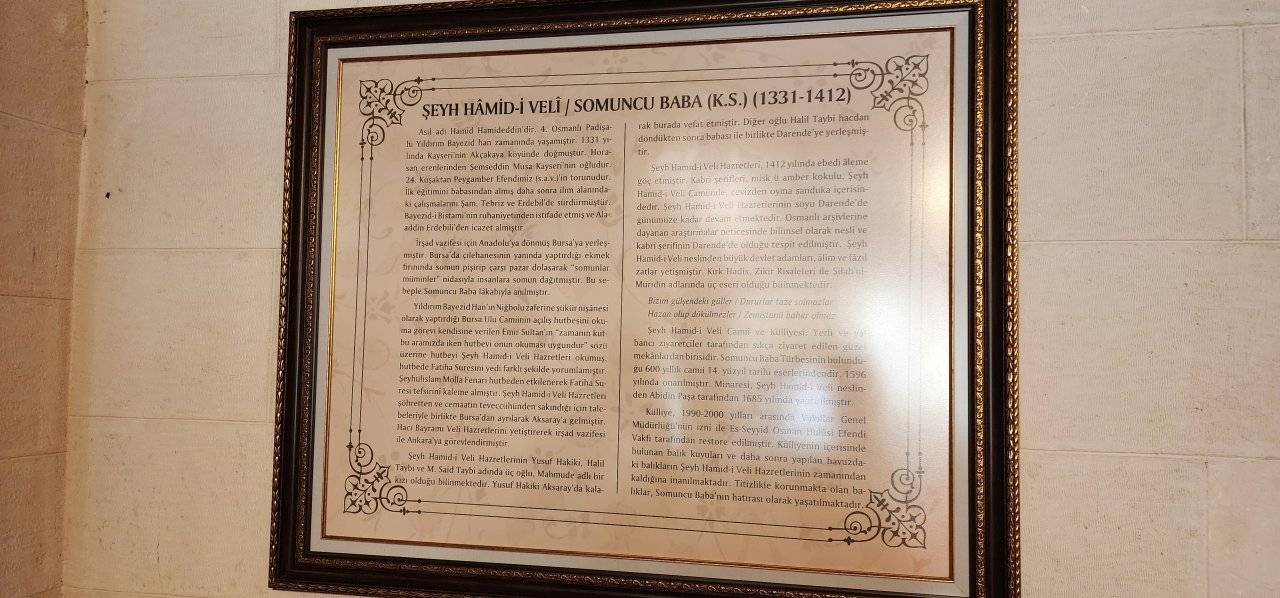 ŞEYH HÂMİD-İ VELÎ / SOMUNCU BABA (K.S.) (1331-1412)
Asıl adı Hamid Hamideddin'dir. 4. Osmanlı Padişa-
hı Yıldırım Bayezid han zamanında yaşamıştır. 1331 yı-
lında Kayseri'nin Akçakaya köyünde doğmuştur. Hora-
san erenlerinden Şemseddin Musa Kayseri'nin oğludur.
24. Kuşaktan Peygamber Efendimiz (s.a.v.)'in torunudur.
İlk eğitimini babasından almış daha sonra ilim alanında-
ki çalışmalarını Şam, Tebriz ve Erdebil'de sürdürmüştür.
Bayezid-i Bistami'nin ruhaniyetinden istifade etmiş ve Ala-
addin Erdebili'den icazet almıştır.
İrşad vazifesi için Anadolu'ya dönmüş Bursa'ya yerleş-
miştir. Bursa'da çilehanesinin yanında yaptırdığı ekmek
fırınında somun pişirip çarşı pazar dolaşarak "somunlar
müminler" nidasıyla insanlara somun dağıtmıştır. Bu se-
beple Somuncu Baba lâkabıyla anılmıştır.
Yıldırım Bayezid Han'ın Niğbolu zaferine şükür nişânesi
olarak yaptırdığı Bursa Ulu Camiinin açılış hutbesini oku-
ma görevi kendisine verilen Emir Sultan'ın "zamanın kut-
bu aramızda iken hutbeyi onun okuması uygundur" sözü
üzerine hutbeyi Şeyh Hamid-i Veli Hazretleri okumuş,
hutbede Fatiha Suresini yedi farklı şekilde yorumlamıştır.
Şeyhulislam Molla Fenari hutbeden etkilenerek Fatiha Su-
resi tefsirini kaleme almıştır. Şeyh Hamid-i Veli Hazretleri
şöhretten ve cemaatin teveccühünden sakındığı için tale-
beleriyle birlikte Bursa'dan ayrılarak Aksaray'a gelmiştir.
Hacı Bayramı Veli Hazretlerini yetiştirerek irşad vazifesi
ile Ankara'ya görevlendirmiştir.
Şeyh Hamid-i Veli Hazretlerinin Yusuf Hakiki, Halil
Taybi ve M. Said Taybi adında üç oğlu, Mahmude adlı bir
kızı olduğu bilinmektedir. Yusuf Hakiki Aksaray'da kala-
rak burada vefat etmiştir. Diğer oğlu Halil Taybi hacdan
döndükten sonra babası ile birlikte Darende'ye yerleşmiş-
tir.
Şeyh Hamid-i Veli Hazretleri, 1412 yılında ebedi âleme
göç etmiştir. Kabri şerifleri, misk ü amber kokulu, Şeyh
Hamid-i Veli Camiinde, cevizden oyma sanduka içerisin-
dedir. Şeyh Hamid-i Veli Hazretlerinin soyu Darende'de
günümüze kadar devam etmektedir. Osmanlı arşivlerine
dayanan araştırmalar neticesinde bilimsel olarak nesli ve
kabri şerifinin Darende'de olduğu tespit edilmiştir. Şeyh
Hamid-i Veli neslinden büyük devlet adamları, âlim ve fâzıl
zatlar yetişmiştir. Kırk Hadis, Zikir Risaleleri ile Silah'ul-
Müridin adlarında üç eseri olduğu bilinmektedir.
Bizim gülşendeki güller / Dururlar taze solmazlar
Hazan olup dökülmezler / Zemistanü bahar olmaz
Şeyh Hamid-i Veli Camii ve Külliyesi: Yerli ve ya-
bancı ziyaretçiler tarafından sıkça ziyaret edilen güzel
mekânlardan birisidir. Somuncu Baba Türbesinin bulundu-
ğu 600 yıllık camii 14. yüzyıl tarihi eserlerindendir. 1596
yılında onarılmıştır. Minaresi, Şeyh Hamid-i Veli neslin-
den Abidin Paşa tarafından 1685 yılında yaptırılmıştır.
Külliye, 1990-2000 yılları arasında Vakıflar Genel
Müdürlüğü'nün izni ile Es-Seyyid Osman Hulusi Efendi
Vakfı tarafından restore edilmiştir. Külliyenin içerisinde
bulunan balık kuyuları ve daha sonra yapılan havuzda-
ki balıkların Şeyh Hamid-i Veli Hazretlerinin zamanından
kaldığına inanılmaktadır. Titizlikle korunmakta olan ba-
lıklar, Somuncu Baba'nın hatırası olarak yaşatılmaktadır.